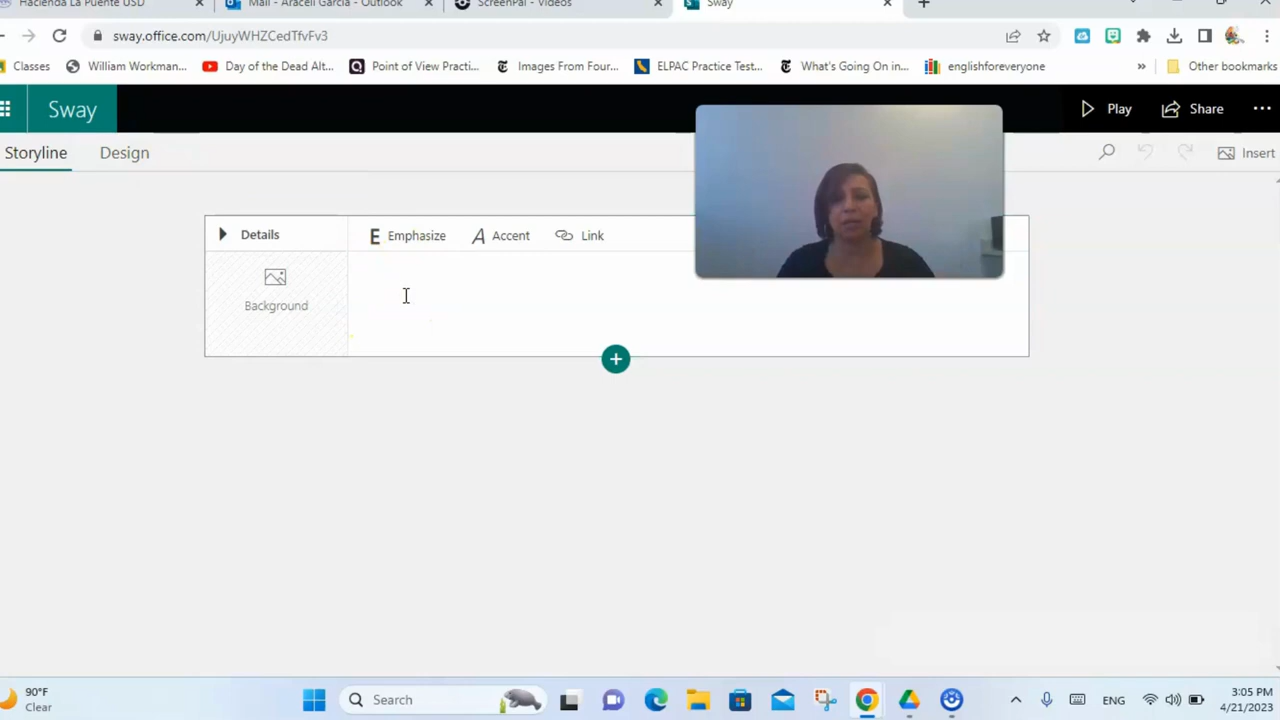 Hacienda La Puente USD
Mail - Araceli Garcia - Outlook
ScreenPal - Videos
Sway
sway.office.com/UjuyWHZCedTfvFv3
Classes
William Workman...
Day of the Dead Alt...
Point of View Practi...
Images From Four...
ELPAC Practice Test...
What's Going On in...
englishforeveryone
»
Other bookmarks
Sway
Play
Share
Storyline
Design
Insert
Details
E Emphasize
A Accent
Link
Background
90°F
Clear
Search
ENG
3:05 PM
4/21/2023